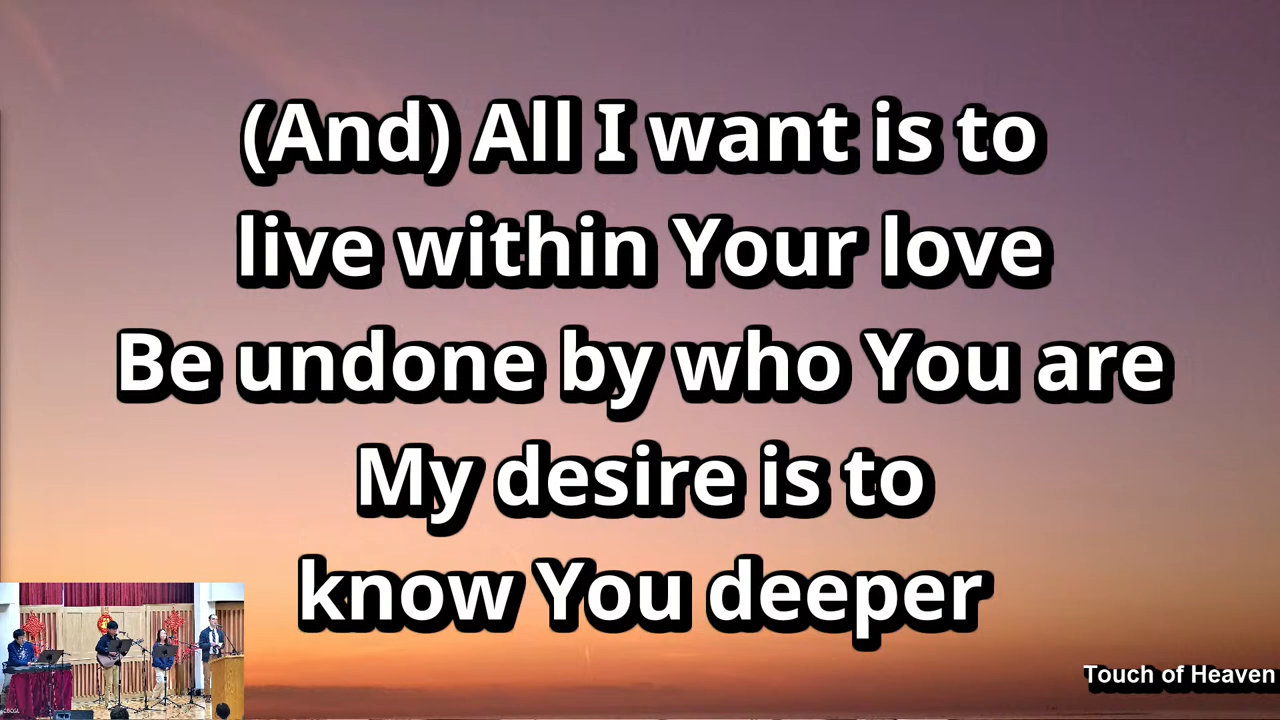 (And) All I want is to
live within Your love
Be undone by who You are
My desire is to
know You deeper
Touch of Heaven
CBCGL